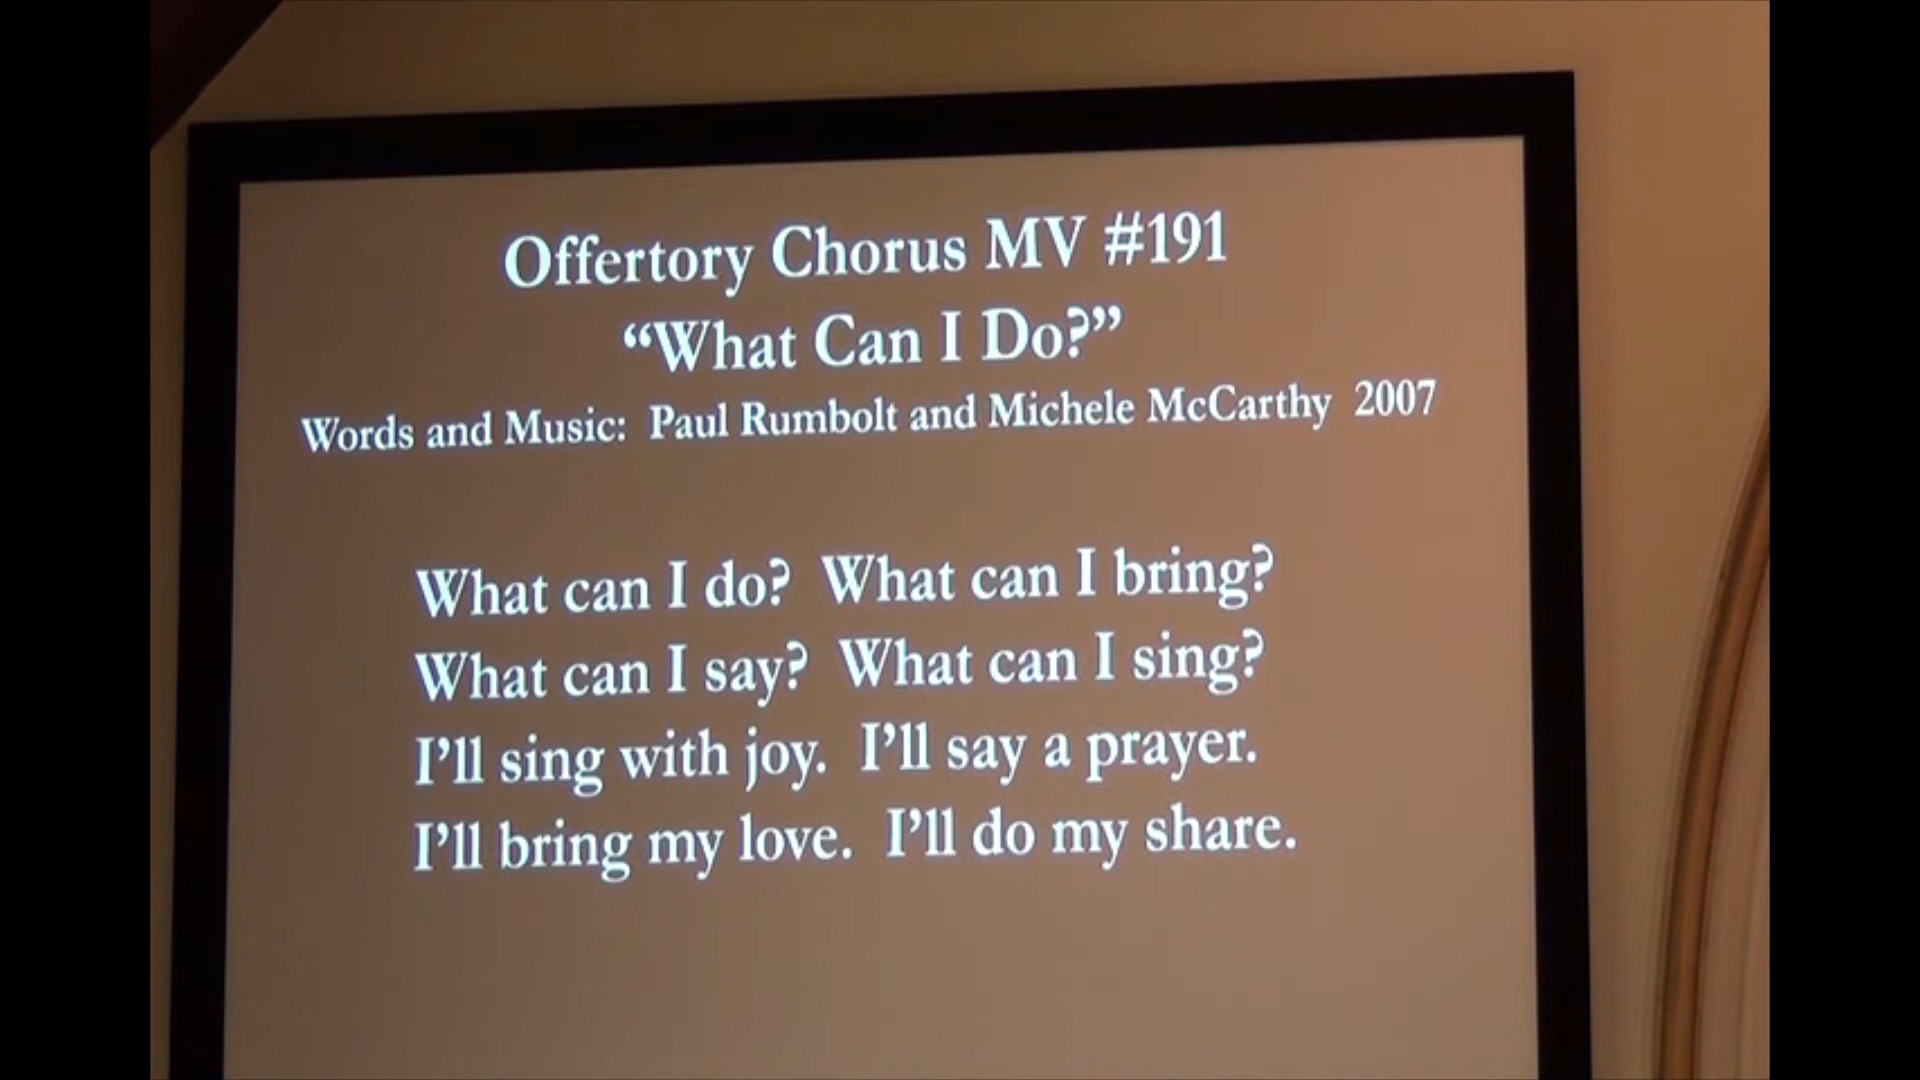 Offertory Chorus MV #191
“What Can I Do?”
Words and Music: Paul Rumbolt and Michele McCarthy 2007
What can I do? What can I bring?
What can I say? What can I sing?
I’ll sing with joy. I’ll say a prayer.
I’ll bring my love. I’ll do my share.